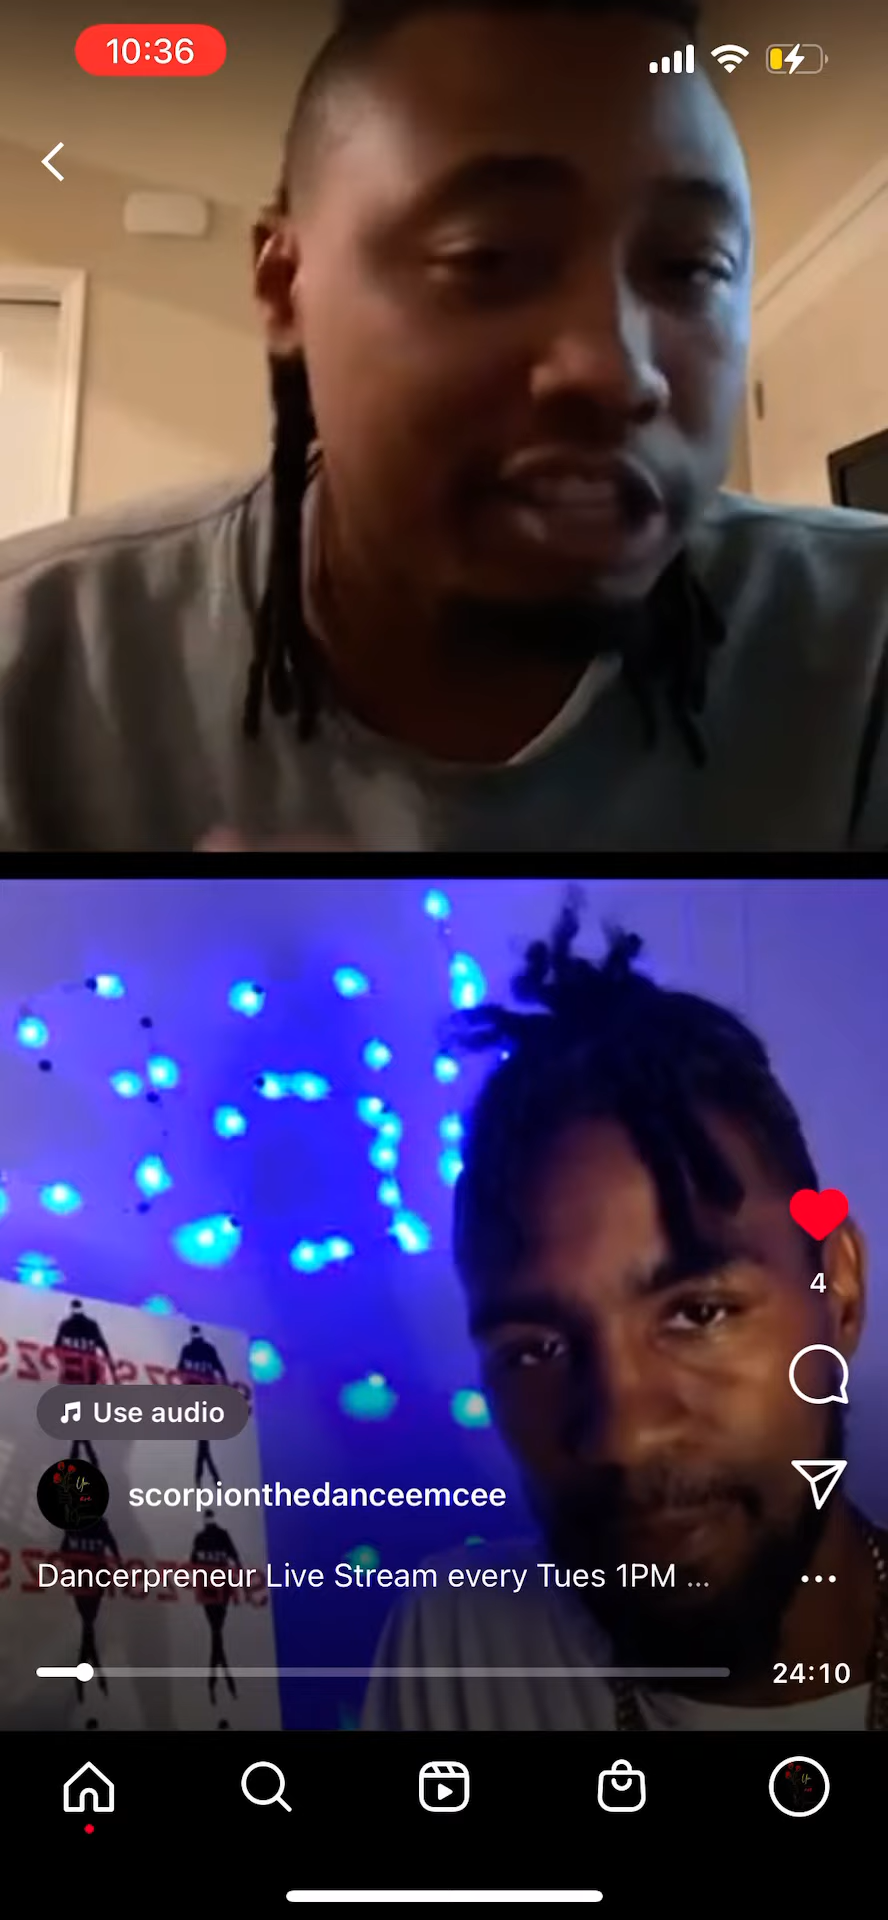 10:36
4
Use audio
scorpionthedanceemcee
Dancerpreneur Live Stream every Tues 1PM ...
24:10